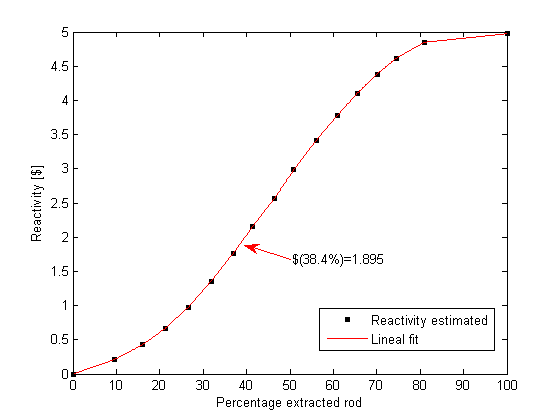 5
4.5
4
3.5
3
2.5
2
1.5
1
0.5
0
Reactivity [$]
$(38.4%)=1.895
Reactivity estimated
Lineal fit
0 10 20 30 40 50 60 70 80 90 100
Percentage extracted rod